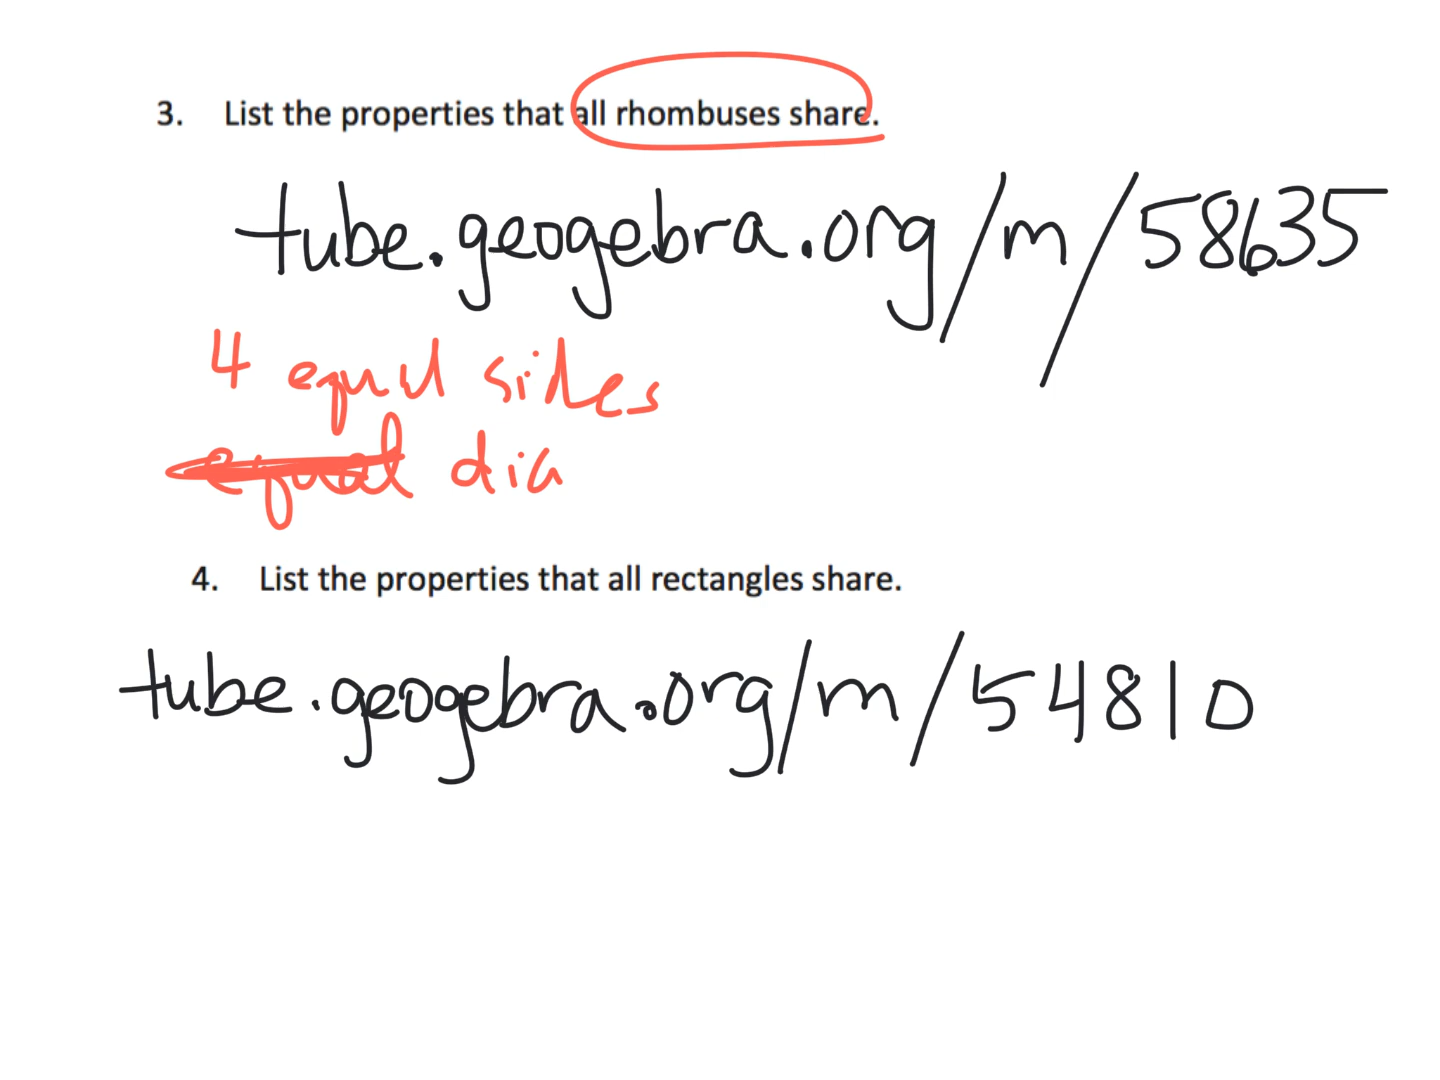 3. List the properties that all rhombuses share.
tube.geogebra.org/m/58635
4 equal sides
equal dia
4. List the properties that all rectangles share.
tube.geogebra.org/m/54810